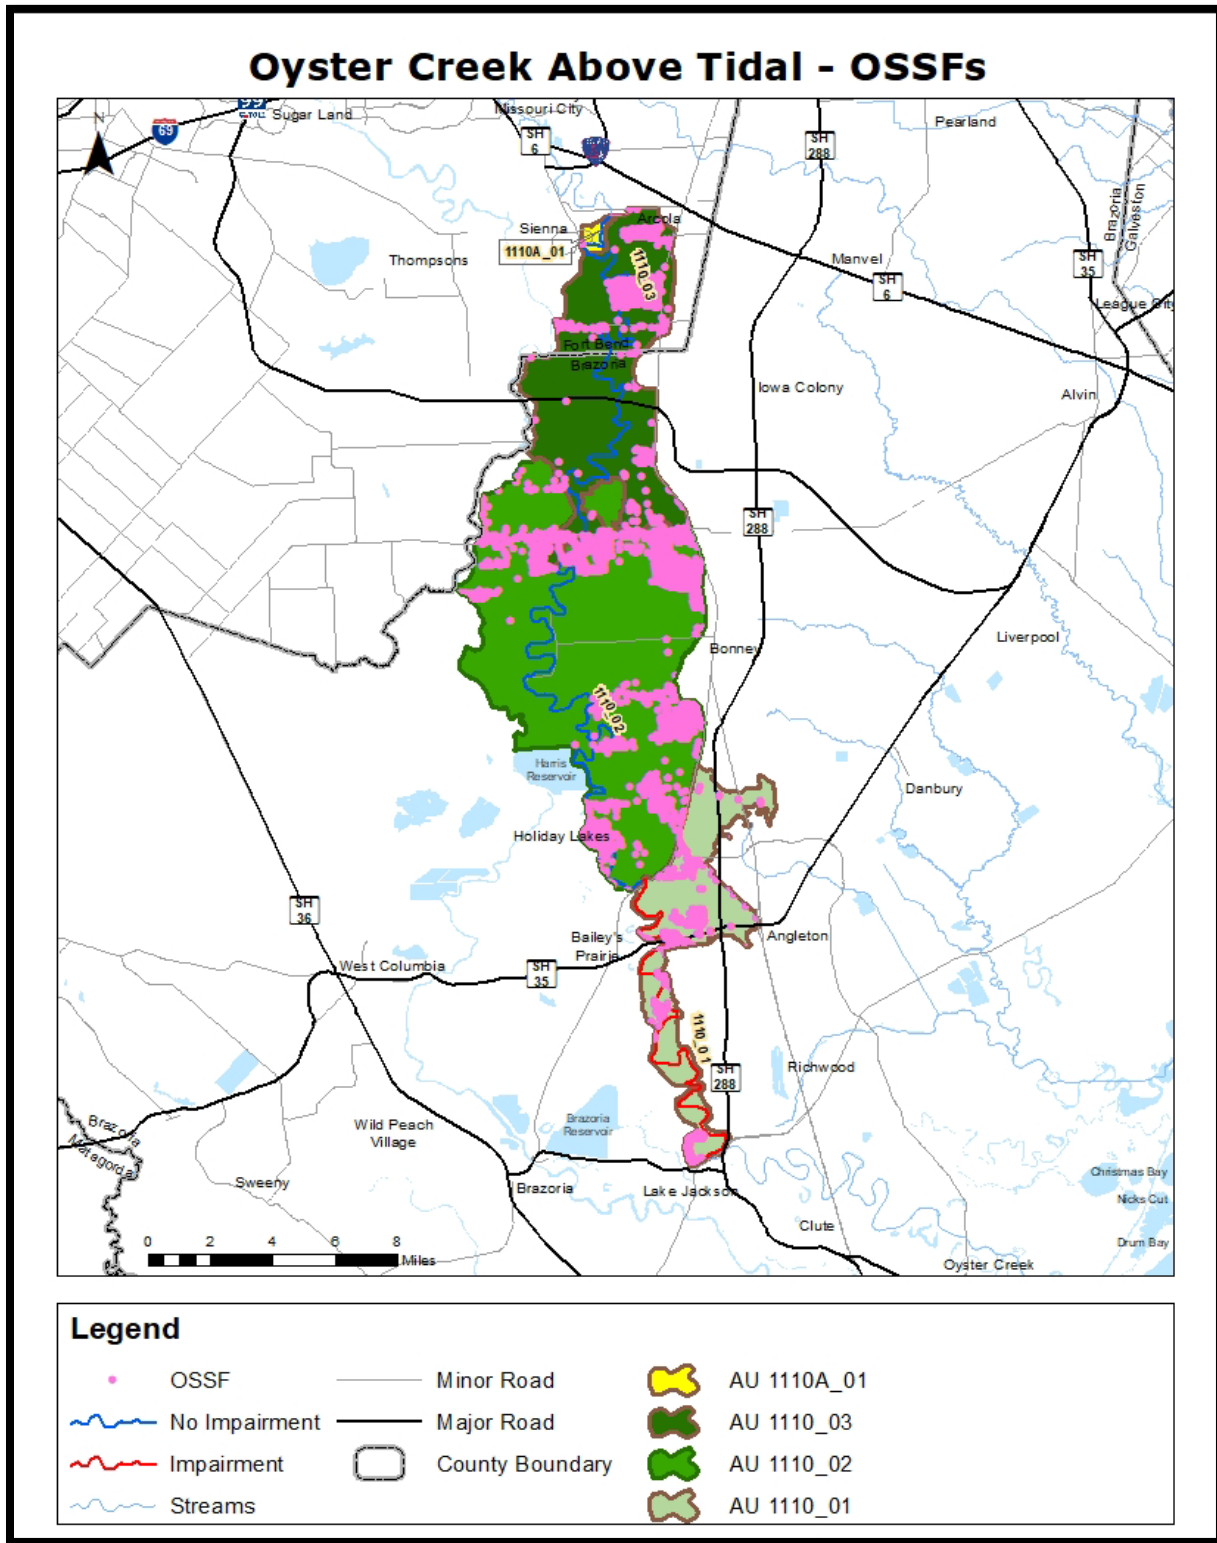 Oyster Creek Above Tidal - OSSFs
99
Sugar Land
Missouri City
Pearland
N
69
SH
6
SH
288
Brazoria
Galveston
Sienna
Arcola
1110A_01
1110_03
Thompsons
Manvel
SH
6
SH
35
League City
Fort Bend
Brazoria
Iowa Colony
Alvin
SH
288
Liverpool
Bonney
1110_02
Harris
Reservoir
Danbury
Holiday Lakes
SH
36
Bailey's
Prairie
Angleton
West Columbia
SH
35
1110_01
SH
288
Richwood
Brazoria
Matagorda
Wild Peach
Village
Brazoria
Reservoir
Sweeny
Brazoria
Lake Jackson
Christmas Bay
Nicks Cut
Clute
Drum Bay
Oyster Creek
0 2 4 6 8
Miles
Legend
OSSF
Minor Road
AU 1110A_01
No Impairment
Major Road
AU 1110_03
Impairment
County Boundary
AU 1110_02
Streams
AU 1110_01